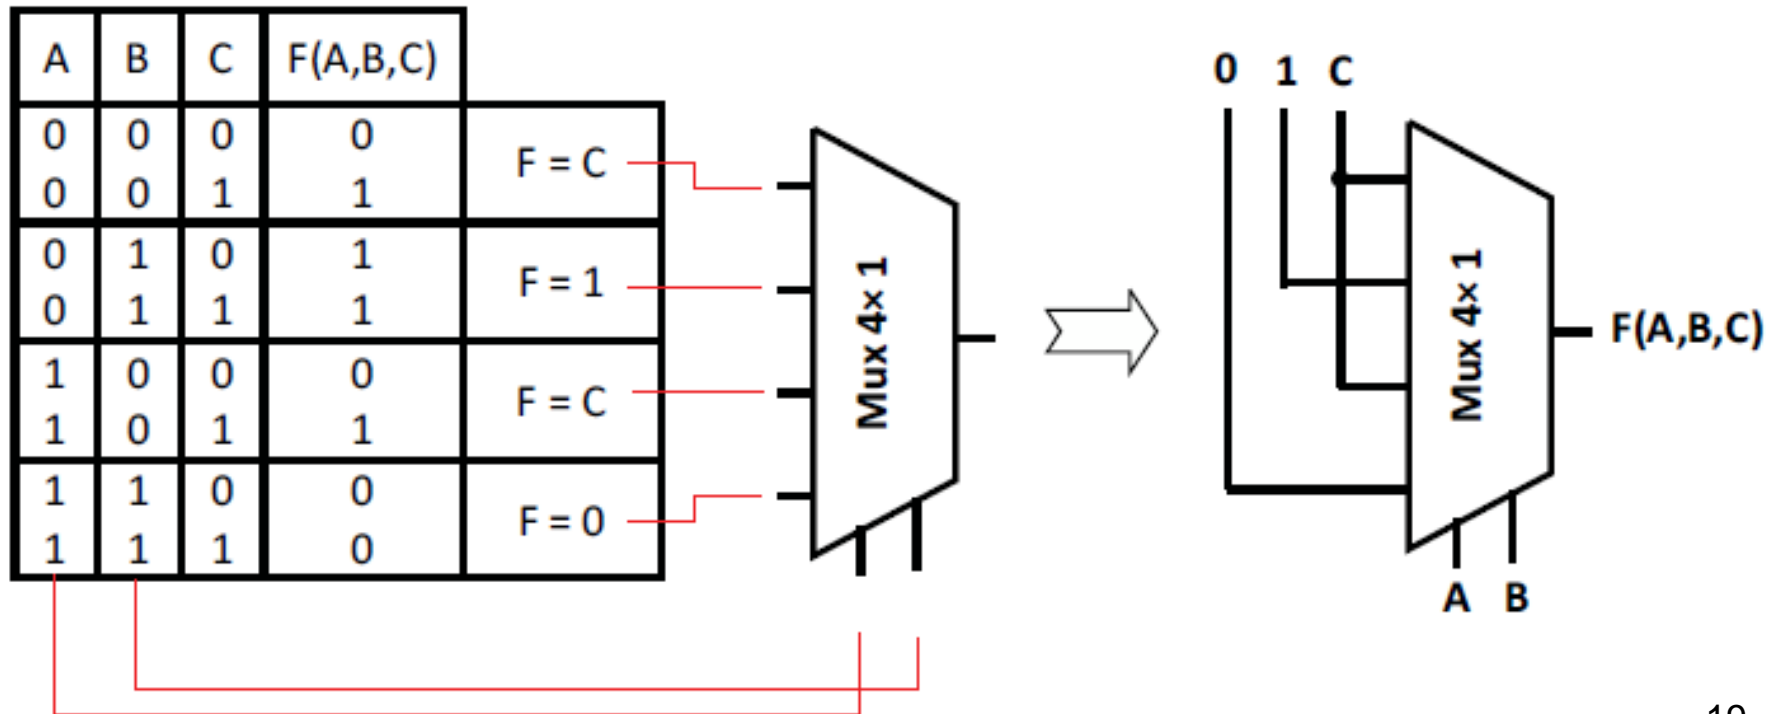 A B C F(A,B,C)
0 0 0 0
0 0 1 1
F = C
0 1 0 1
0 1 1 1
F = 1
1 0 0 0
1 0 1 1
F = C
1 1 0 0
1 1 1 0
F = 0
Mux 4× 1
0 1 C
Mux 4× 1
F(A,B,C)
A B